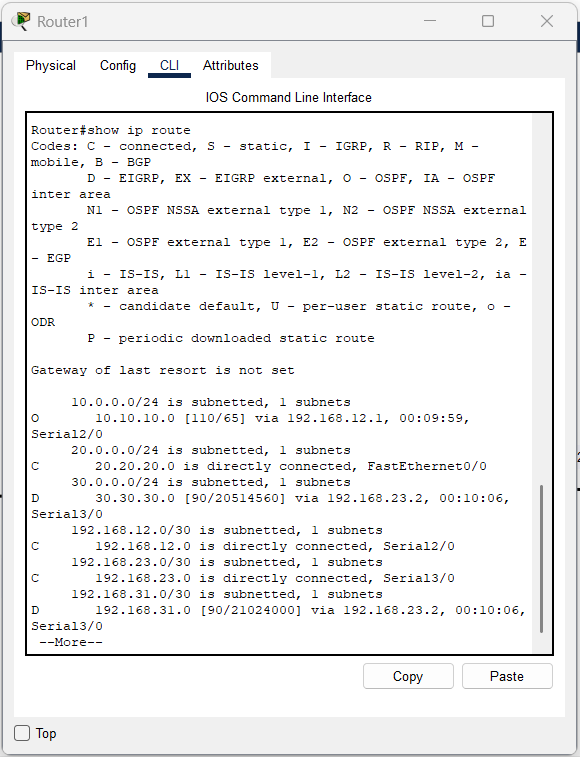 Router1
Physical Config CLI Attributes
IOS Command Line Interface
Router#show ip route
Codes: C - connected, S - static, I - IGRP, R - RIP, M -
mobile, B - BGP
D - EIGRP, EX - EIGRP external, O - OSPF, IA - OSPF
inter area
N1 - OSPF NSSA external type 1, N2 - OSPF NSSA external
type 2
E1 - OSPF external type 1, E2 - OSPF external type 2, E
- EGP
i - IS-IS, L1 - IS-IS level-1, L2 - IS-IS level-2, ia -
IS-IS inter area
* - candidate default, U - per-user static route, o -
ODR
P - periodic downloaded static route
Gateway of last resort is not set
10.0.0.0/24 is subnetted, 1 subnets
O 10.10.10.0 [110/65] via 192.168.12.1, 00:09:59,
Serial2/0
20.0.0.0/24 is subnetted, 1 subnets
C 20.20.20.0 is directly connected, FastEthernet0/0
30.0.0.0/24 is subnetted, 1 subnets
D 30.30.30.0 [90/20514560] via 192.168.23.2, 00:10:06,
Serial3/0
192.168.12.0/30 is subnetted, 1 subnets
C 192.168.12.0 is directly connected, Serial2/0
192.168.23.0/30 is subnetted, 1 subnets
C 192.168.23.0 is directly connected, Serial3/0
192.168.31.0/30 is subnetted, 1 subnets
D 192.168.31.0 [90/21024000] via 192.168.23.2, 00:10:06,
Serial3/0
--More--
Copy Paste
Top